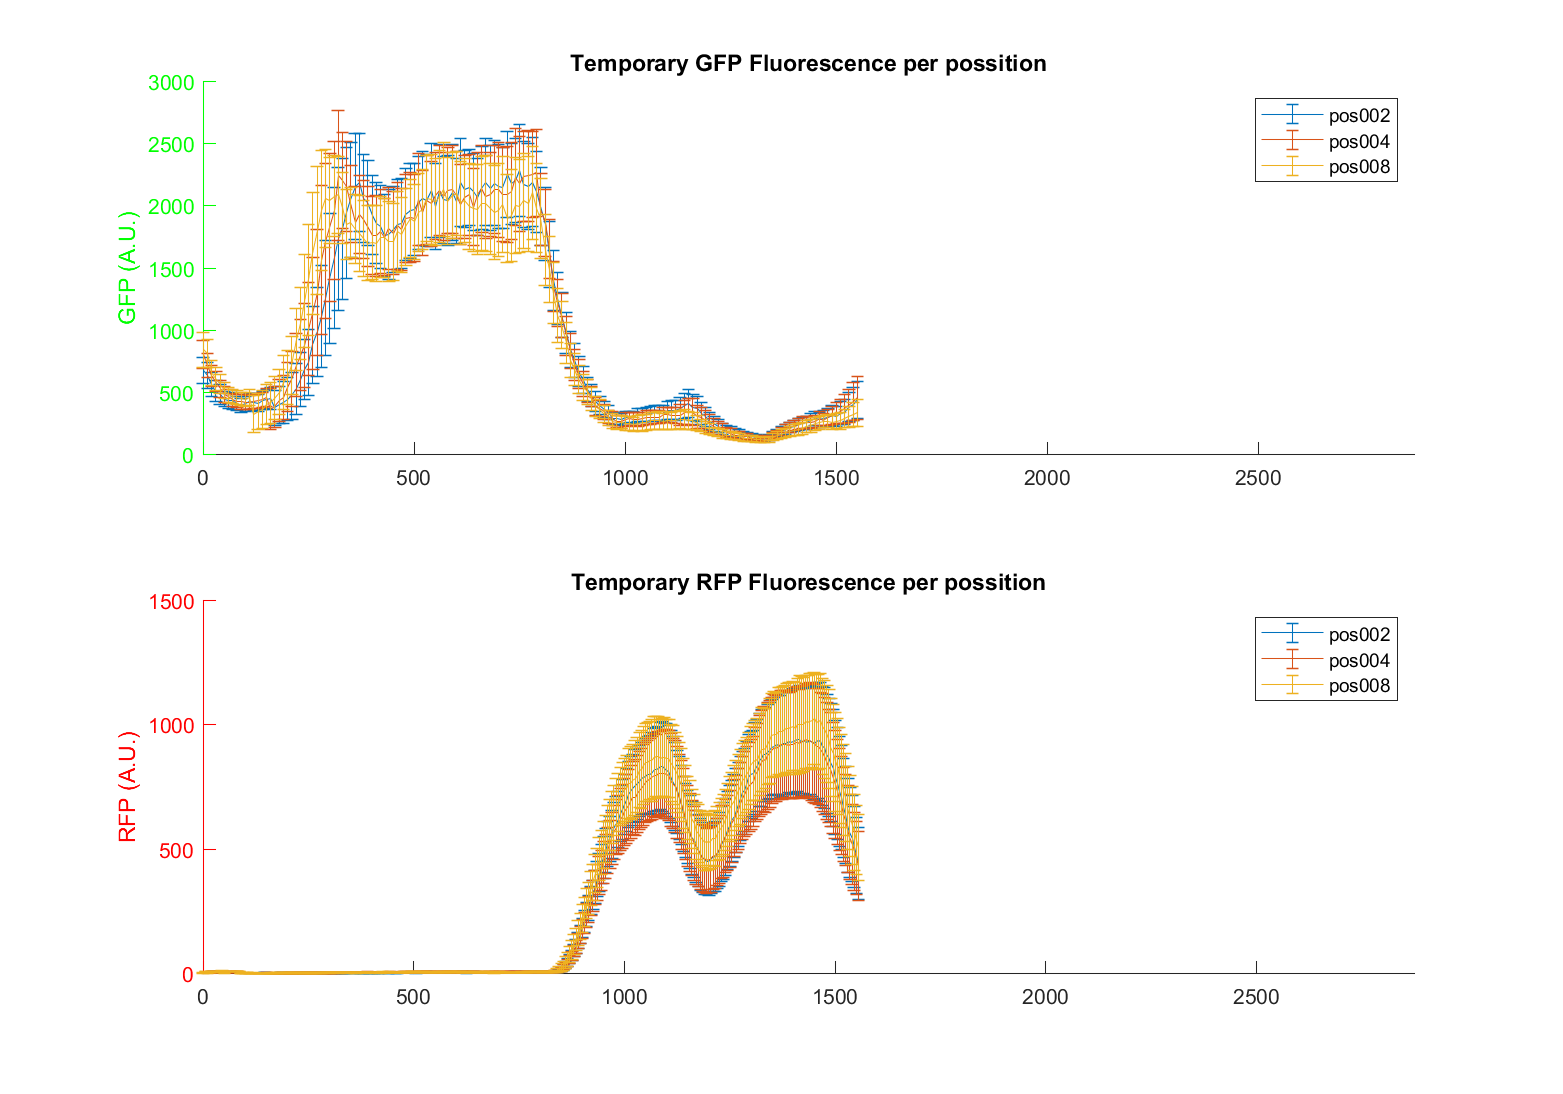 Temporary GFP Fluorescence per possition
3000
2500
2000
1500
1000
500
0
GFP (A.U.)
0 500 1000 1500 2000 2500
pos002
pos004
pos008
Temporary RFP Fluorescence per possition
1500
1000
500
0
RFP (A.U.)
0 500 1000 1500 2000 2500
pos002
pos004
pos008